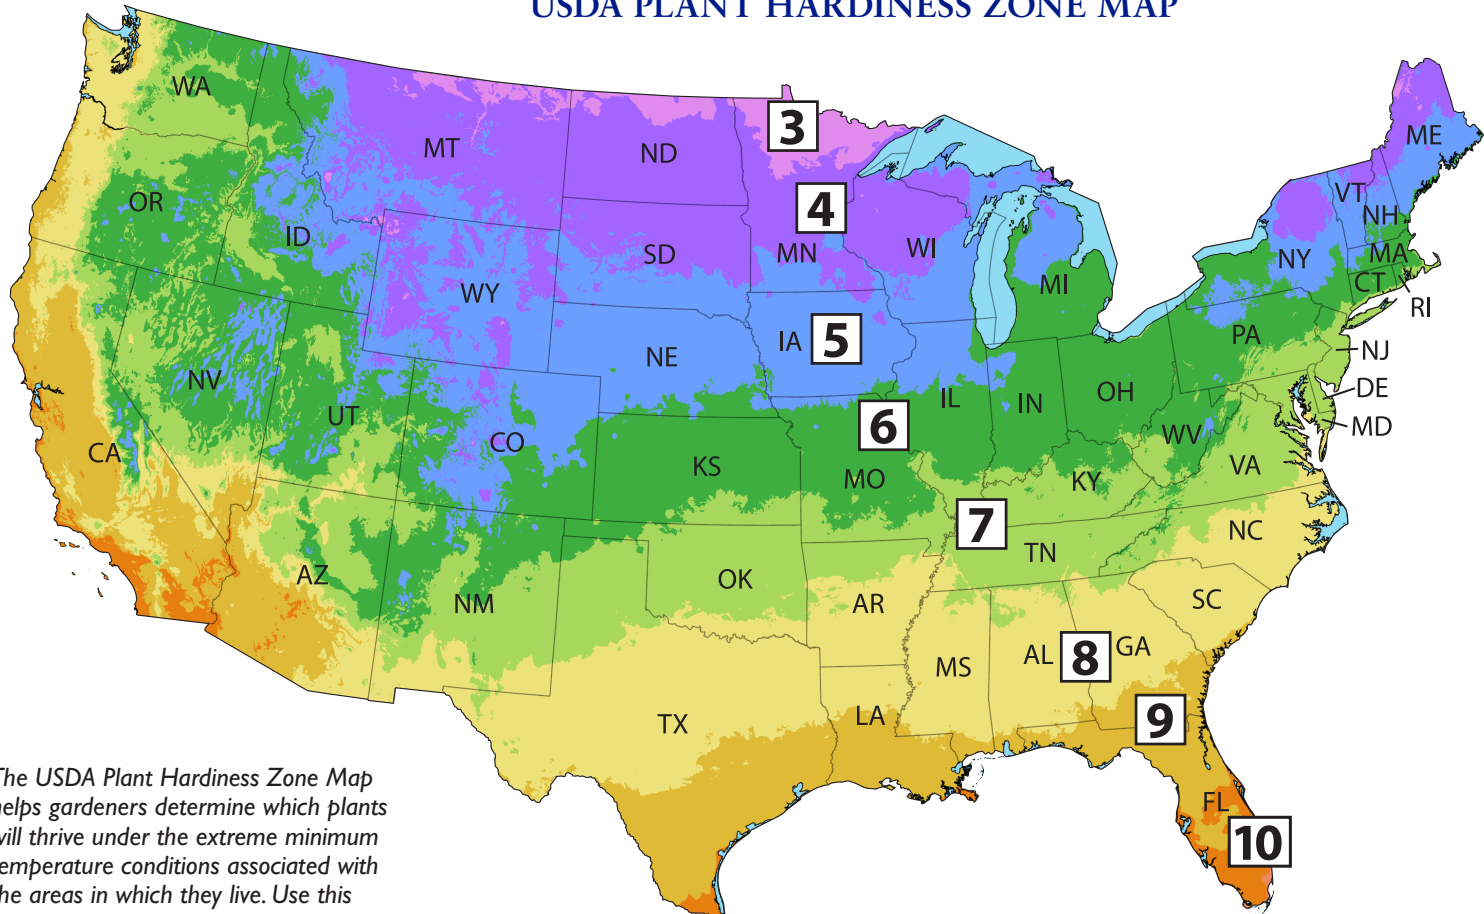 USDA PLANT HARDINESS ZONE MAP
WA
MT
ND
3
ME
OR
ID
4
MN
WI
VT
NH
SD
MI
NY
MA
CT
RI
WY
IA
5
NE
PA
NJ
NV
UT
CO
IL
IN
OH
DE
MD
CA
6
KS
MO
WV
VA
KY
7
NC
AZ
NM
OK
TN
AR
SC
MS
AL
8
GA
TX
LA
9
FL
10
The USDA Plant Hardiness Zone Map
helps gardeners determine which plants
will thrive under the extreme minimum
temperature conditions associated with
the areas in which they live. Use this